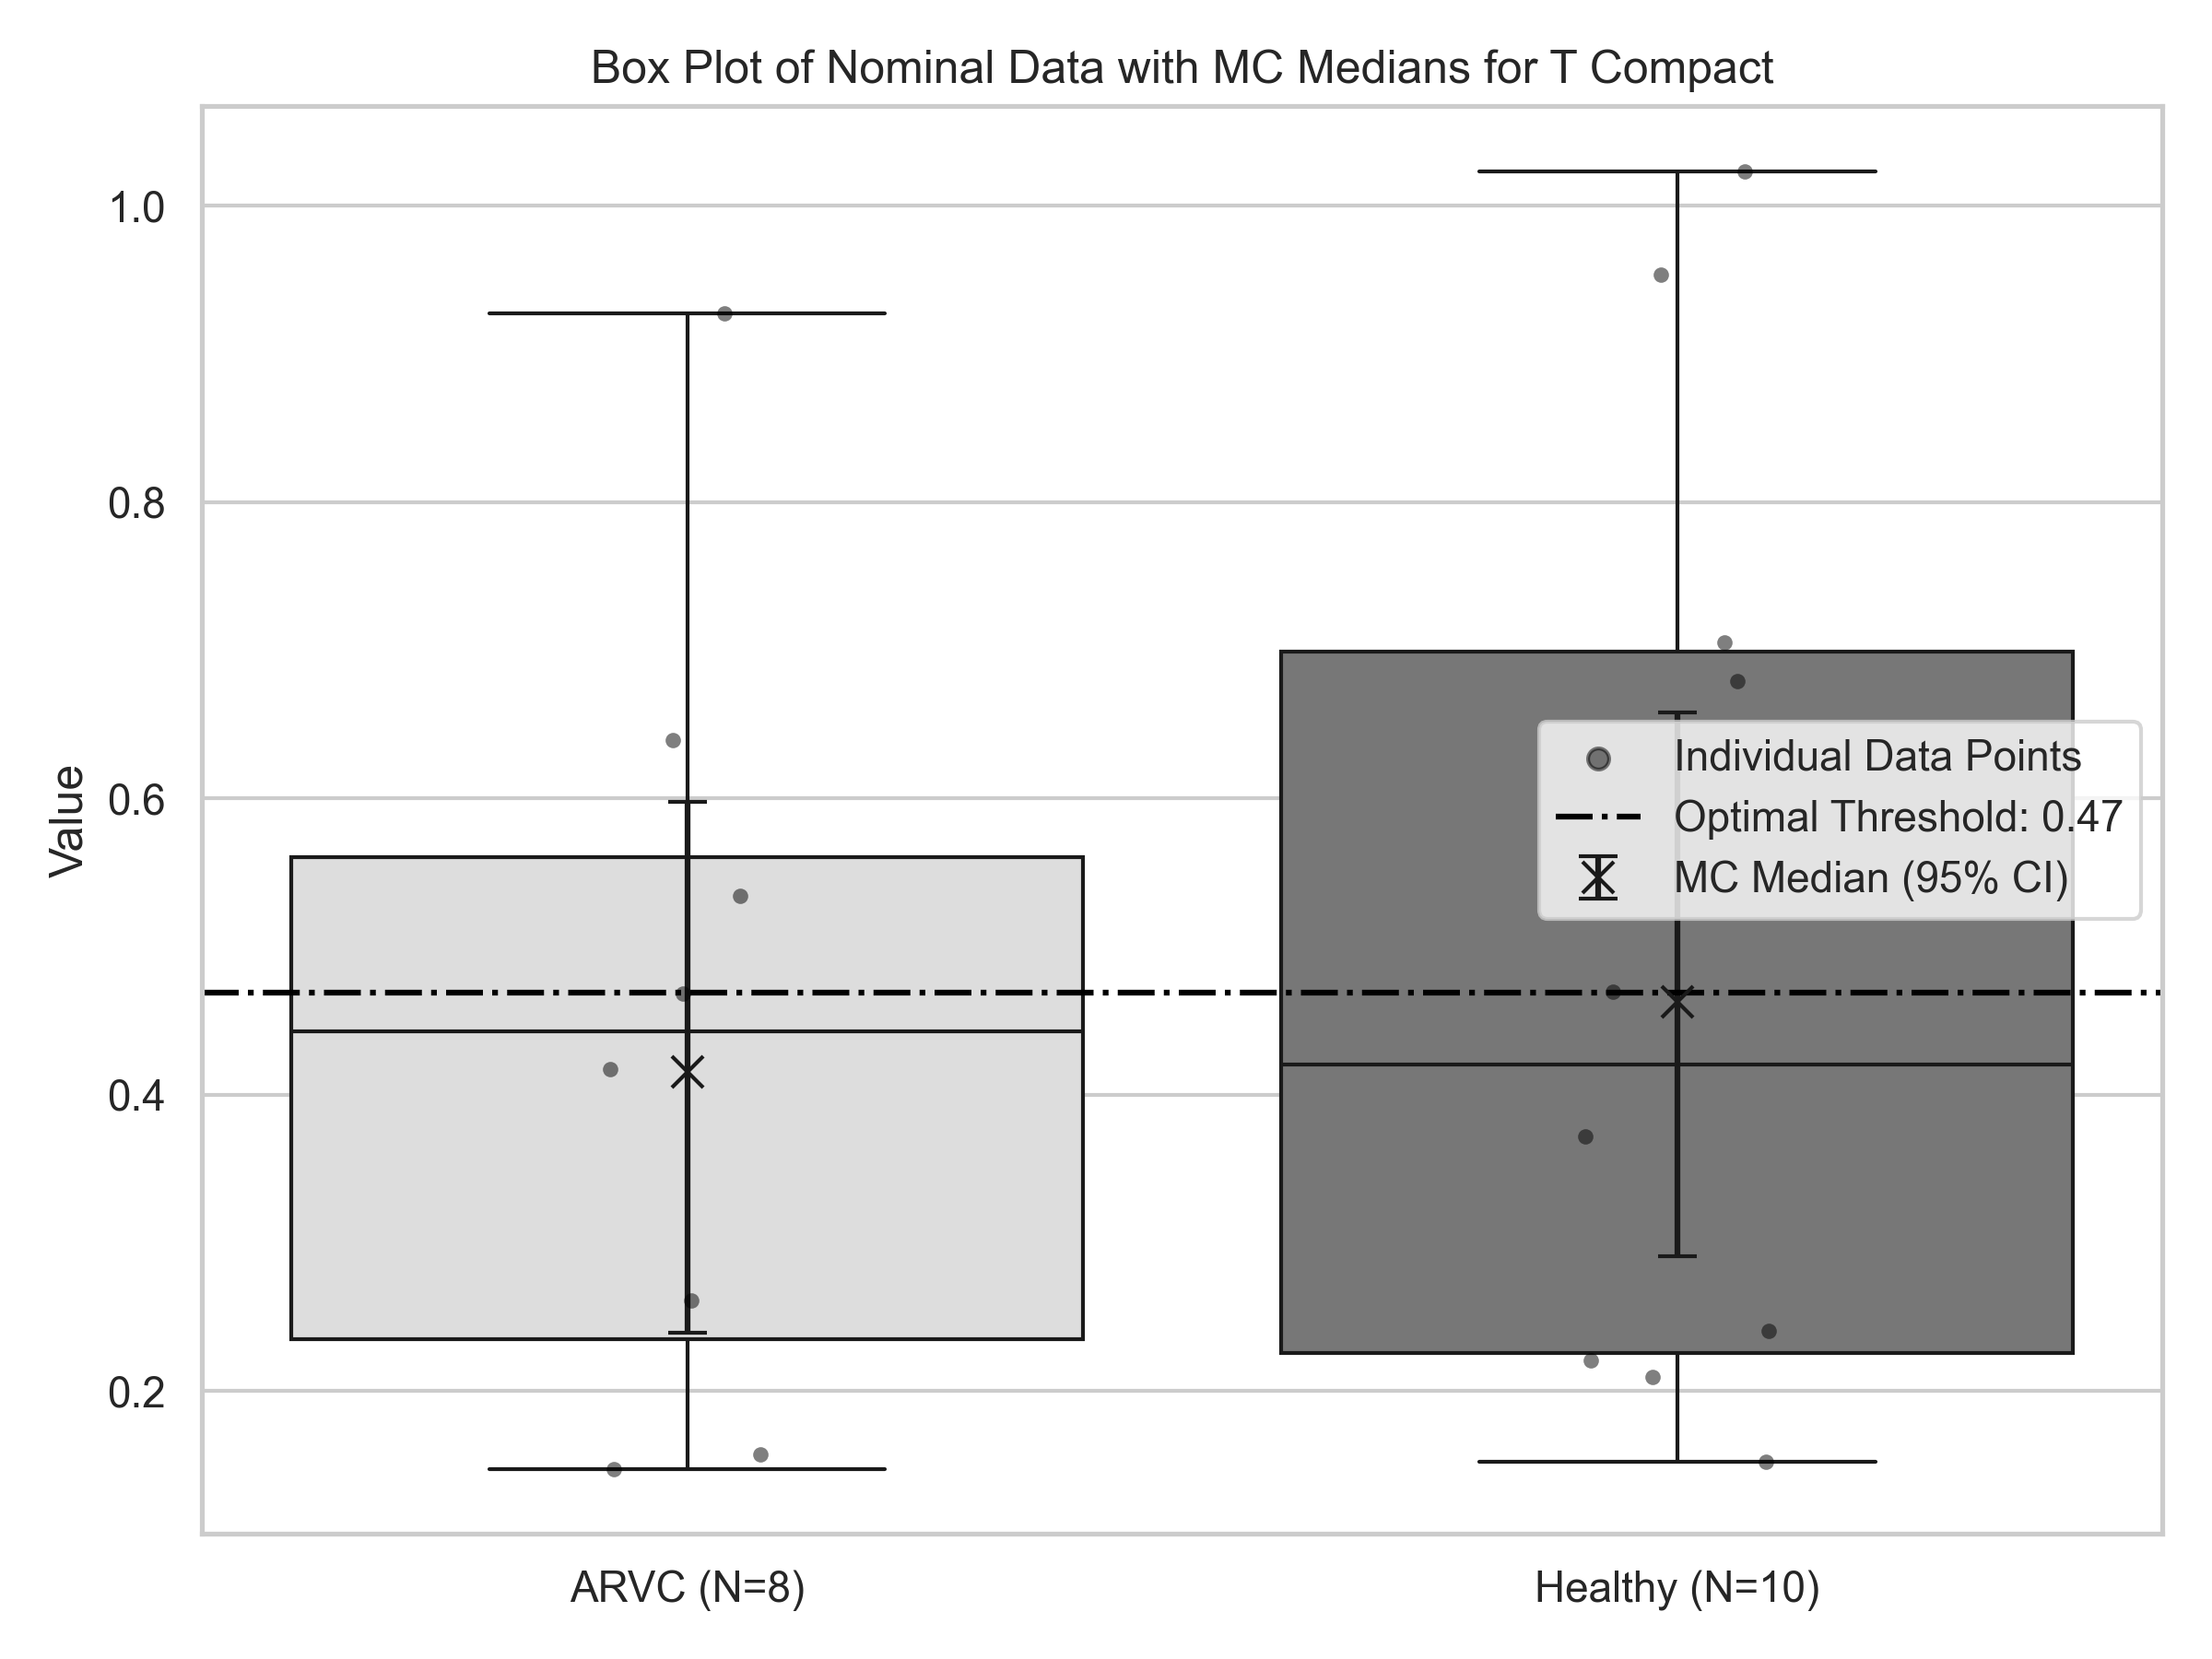 Box Plot of Nominal Data with MC Medians for T Compact
Value
1.0
0.8
0.6
0.4
0.2
Individual Data Points
Optimal Threshold: 0.47
MC Median (95% CI)
ARVC (N=8)
Healthy (N=10)